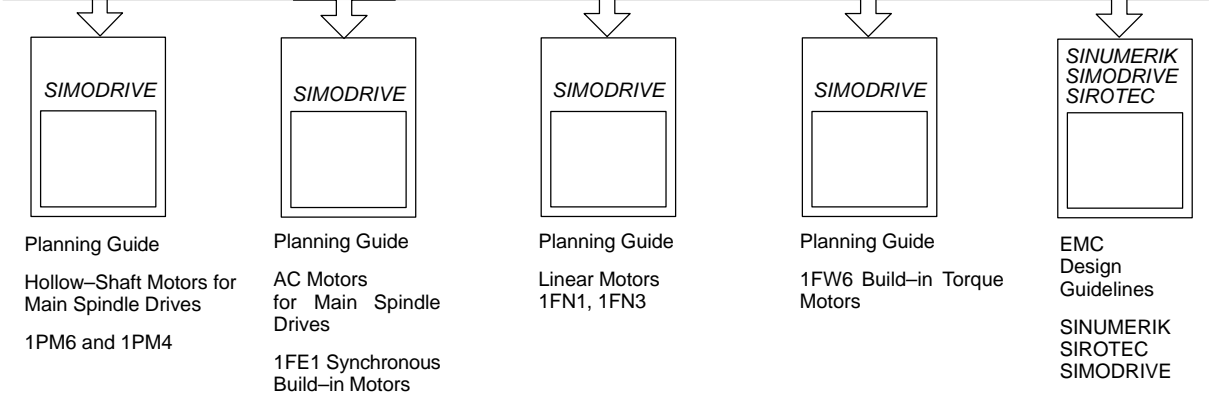 SIMODRIVE
Planning Guide
Hollow–Shaft Motors for
Main Spindle Drives
1PM6 and 1PM4
SIMODRIVE
Planning Guide
AC Motors
for Main Spindle
Drives
1FE1 Synchronous
Build–in Motors
SIMODRIVE
Planning Guide
Linear Motors
1FN1, 1FN3
SIMODRIVE
Planning Guide
1FW6 Build–in Torque
Motors
SINUMERIK
SIMODRIVE
SIROTEC
EMC
Design
Guidelines
SINUMERIK
SIROTEC
SIMODRIVE